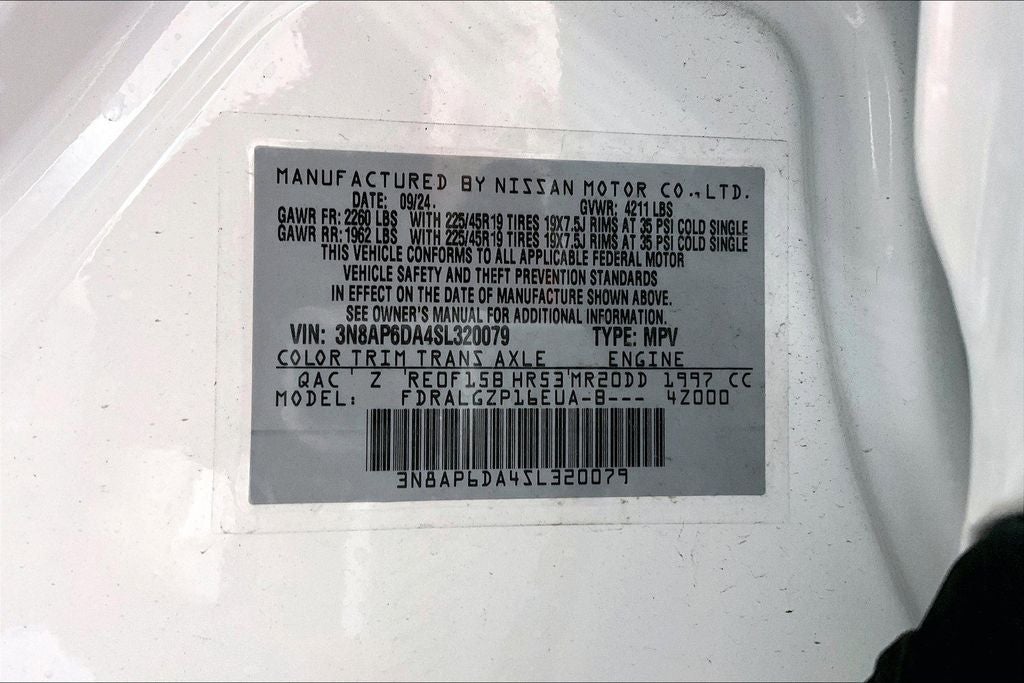 MANUFACTURED BY NISSAN MOTOR CO.,LTD.
DATE: 09/24. GVWR: 4211 LBS
GAWR FR: 2260 LBS WITH 225/45R19 TIRES 19X7.5J RIMS AT 35 PSI COLD SINGLE
GAWR RR: 1962 LBS WITH 225/45R19 TIRES 19X7.5J RIMS AT 35 PSI COLD SINGLE
THIS VEHICLE CONFORMS TO ALL APPLICABLE FEDERAL MOTOR
VEHICLE SAFETY AND THEFT PREVENTION STANDARDS
IN EFFECT ON THE DATE OF MANUFACTURE SHOWN ABOVE.
SEE OWNER'S MANUAL FOR ADDITIONAL INFORMATION.
VIN: 3N8AP6DA4SL320079 TYPE: MPV
COLOR TRIM TRANS AXLE ENGINE
QAC ' Z 'RE0F15B HR53'MR20DD 1997 CC
MODEL: FDRALGZP16EUA-B--- 4Z000
3N8AP6DA4SL320079